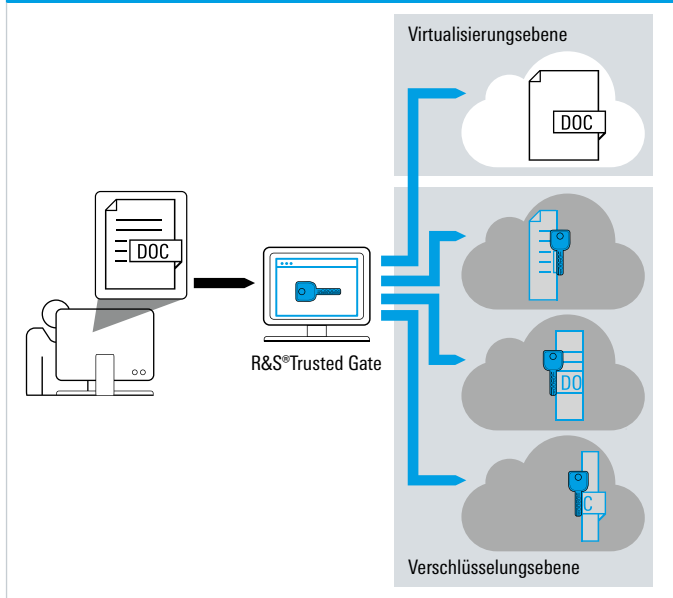 Virtualisierungsebene
DOC
DOC
R&S®Trusted Gate
DO
C
Verschlüsselungsebene